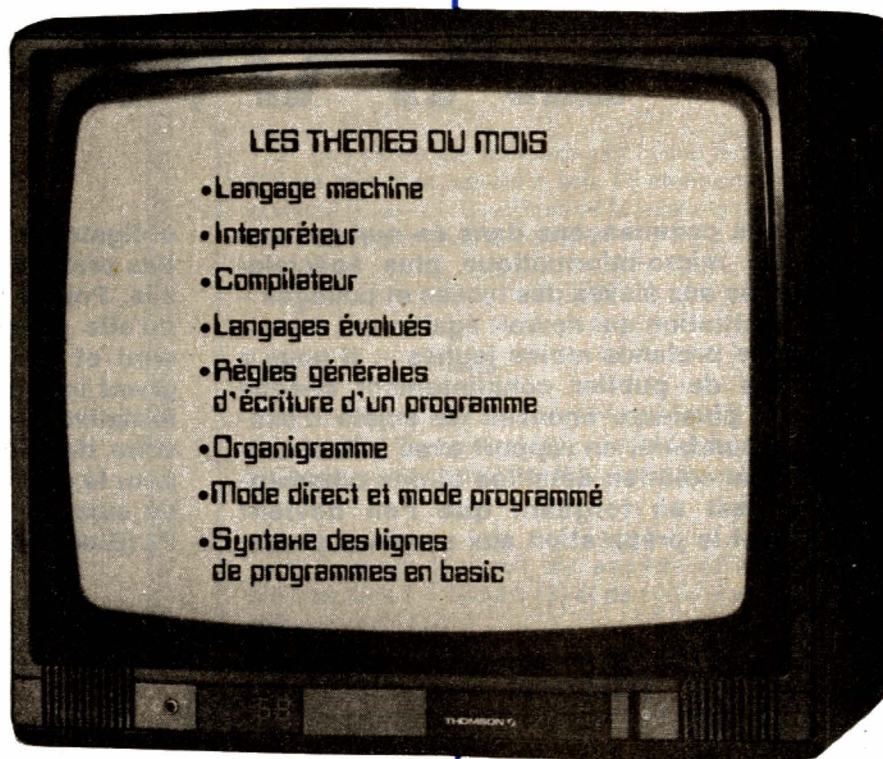 LES THEMES DU MOIS
•Langage machine
•Interpréteur
•Compilateur
•Langages évolués
•Règles générales
d'écriture d'un programme
•Organigramme
•Mode direct et mode programmé
•Syntaxe des lignes
de programmes en basic
THOMSON